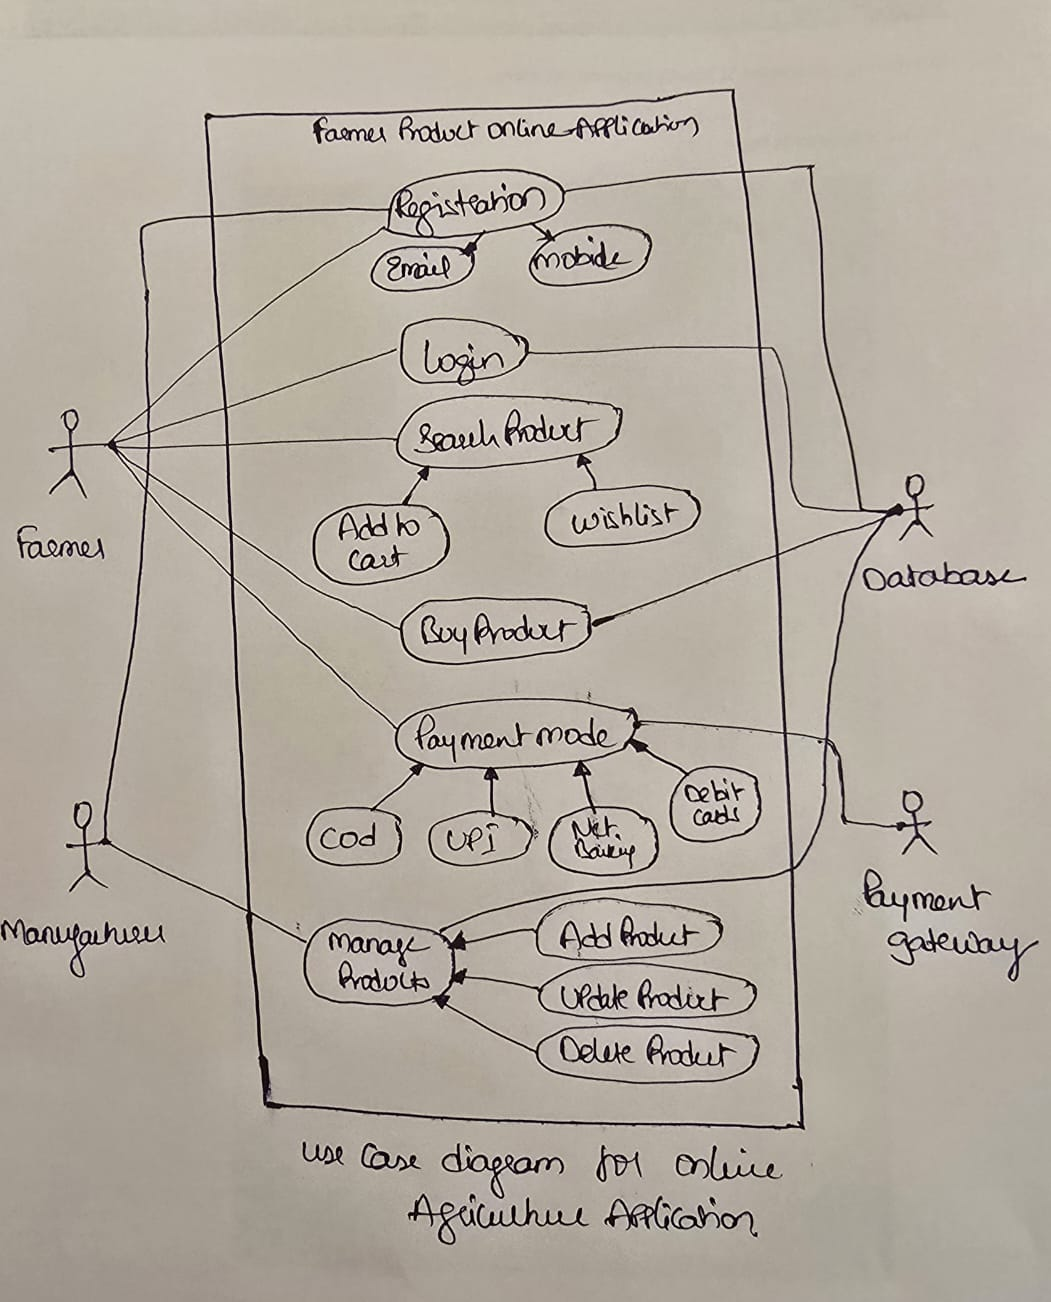 Farmer Product Online Application
Registration
Email
Mobile
Login
Search Product
Add to
Cart
Wishlist
Farmer
Database
Buy Product
Payment mode
Debit
Cards
COD
UPI
Net.
Banking
Manufacturer
Payment
gateway
Manage
Products
Add Product
Update Product
Delete Product
Use Case diagram for online
Agriculture Application